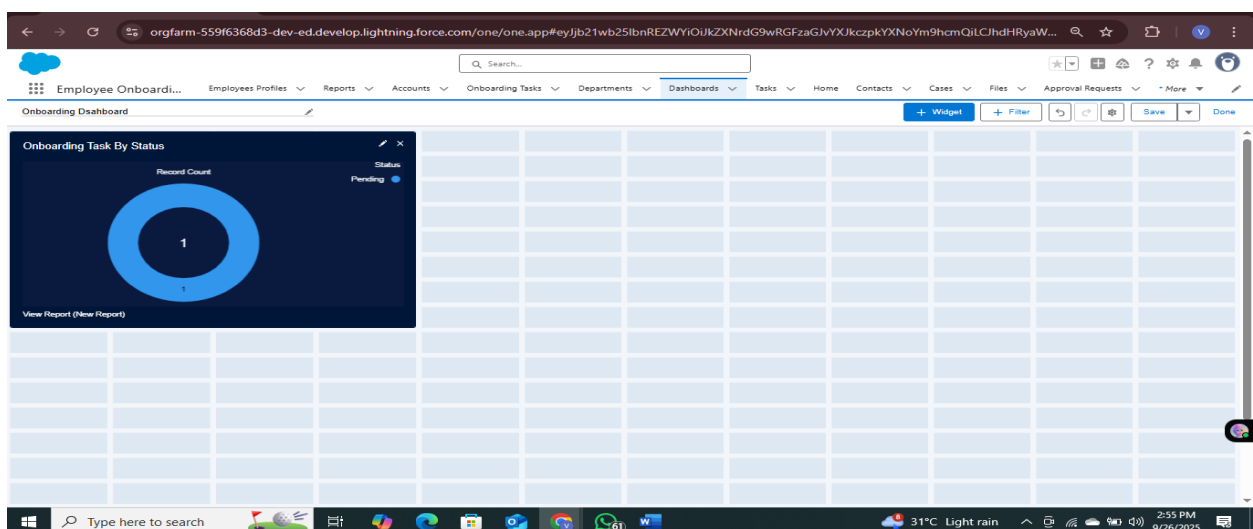 orgfarm-559f6368d3-dev-ed.develop.lightning.force.com/one/one.app#eyJjb21wb25lbnREZWYiOiJkZXNrdG9wRGFzaGJvYXJkczpkYXNoYm9hcmQiLCJhdHRyaW...
V
Search...
Employee Onboardi...
Employees Profiles
Reports
Accounts
Onboarding Tasks
Departments
Dashboards
Tasks
Home
Contacts
Cases
Files
Approval Requests
* More
Onboarding Dsahboard
+ Widget
+ Filter
Save
Done
Onboarding Task By Status
Record Count
Status
Pending
1
1
View Report (New Report)
Type here to search
61
31°C Light rain
2:55 PM
9/26/2025